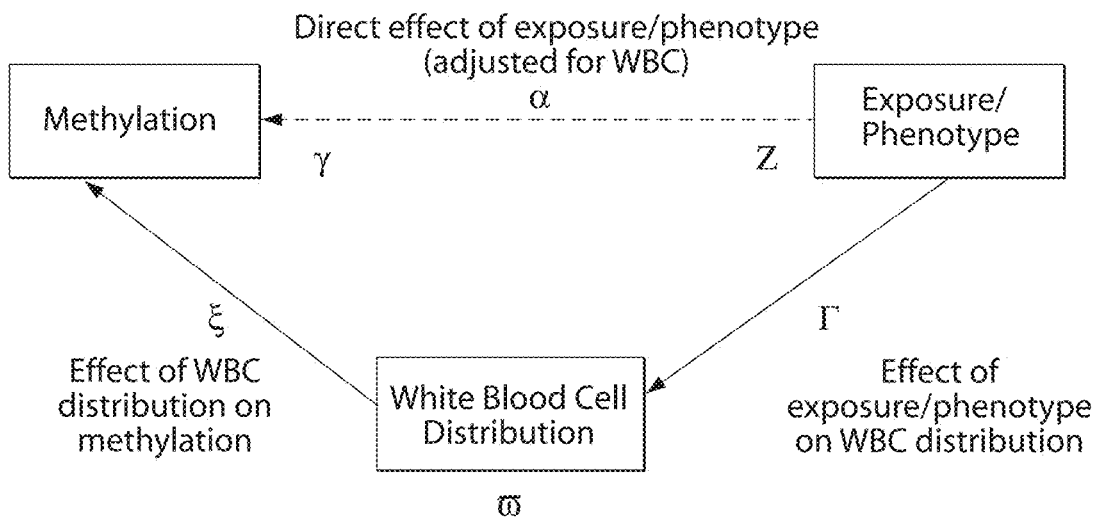 Direct effect of exposure/phenotype
(adjusted for WBC)
α
Methylation
Exposure/
Phenotype
γ
Z
ξ
Γ
Effect of WBC
distribution on
methylation
White Blood Cell
Distribution
Effect of
exposure/phenotype
on WBC distribution
ϖ